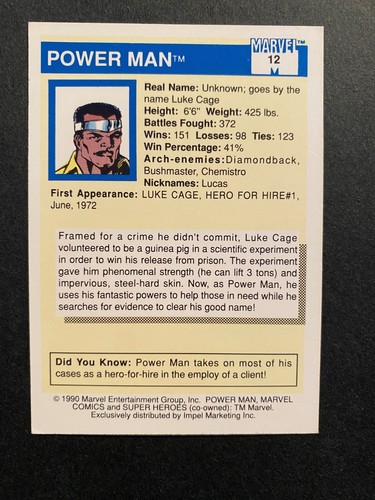 POWER MAN™
MARVEL™
12
M
Real Name: Unknown; goes by the
name Luke Cage
Height: 6'6" Weight: 425 lbs.
Battles Fought: 372
Wins: 151 Losses: 98 Ties: 123
Win Percentage: 41%
Arch-enemies:Diamondback,
Bushmaster, Chemistro
Nicknames: Lucas
First Appearance: LUKE CAGE, HERO FOR HIRE#1,
June, 1972
Framed for a crime he didn't commit, Luke Cage
volunteered to be a guinea pig in a scientific experiment
in order to win his release from prison. The experiment
gave him phenomenal strength (he can lift 3 tons) and
impervious, steel-hard skin. Now, as Power Man, he
uses his fantastic powers to help those in need while he
searches for evidence to clear his good name!
Did You Know: Power Man takes on most of his
cases as a hero-for-hire in the employ of a client!
© 1990 Marvel Entertainment Group, Inc. POWER MAN, MARVEL
COMICS and SUPER HEROES (co-owned): TM Marvel.
Exclusively distributed by Impel Marketing Inc.